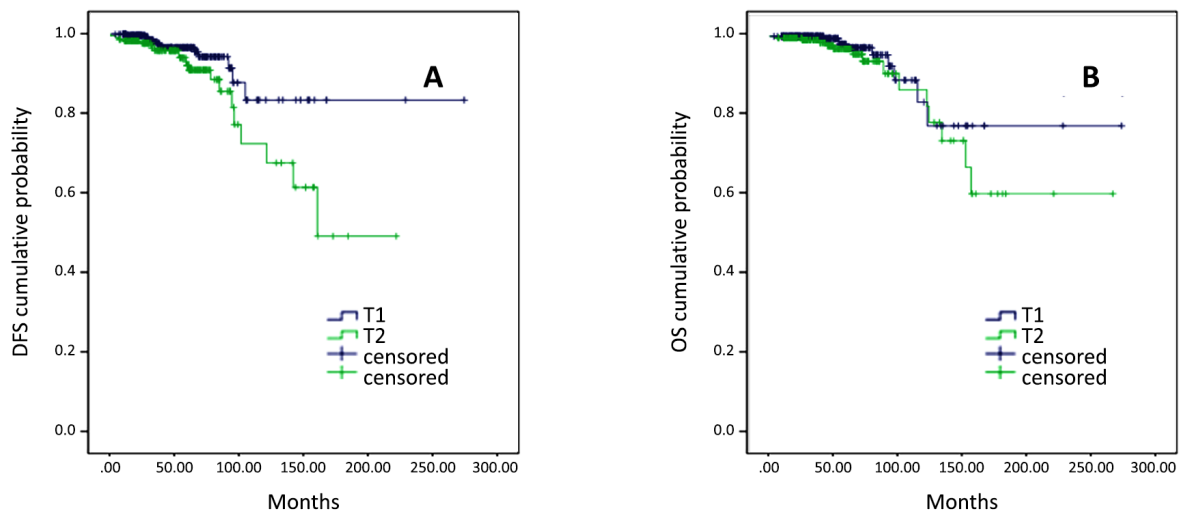 A
DFS cumulative probability
1.0
0.8
0.6
0.4
0.2
0.0
T1
T2
censored
censored
.00 50.00 100.00 150.00 200.00 250.00 300.00
Months
B
OS cumulative probability
1.0
0.8
0.6
0.4
0.2
0.0
T1
T2
censored
censored
.00 50.00 100.00 150.00 200.00 250.00 300.00
Months